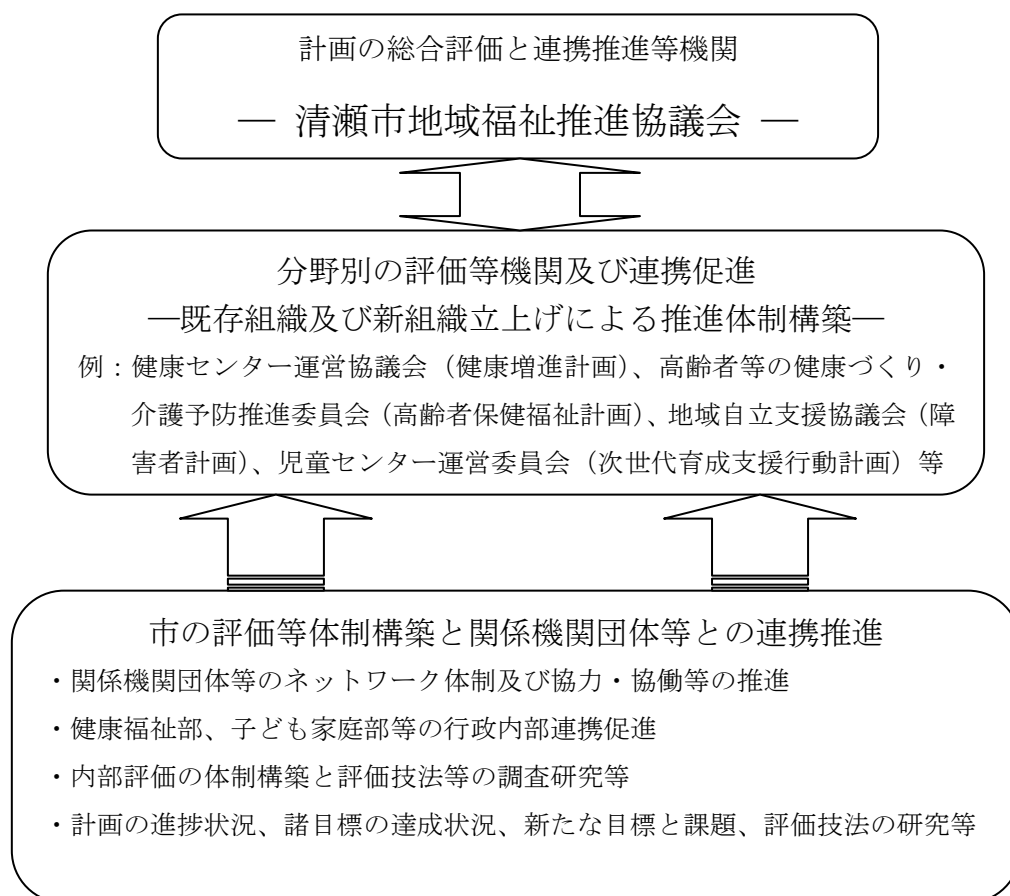 計画の総合評価と連携推進等機関
― 清瀬市地域福祉推進協議会 ―
分野別の評価等機関及び連携促進
―既存組織及び新組織立上げによる推進体制構築―
例：健康センター運営協議会（健康増進計画）、高齢者等の健康づくり・
介護予防推進委員会（高齢者保健福祉計画）、地域自立支援協議会（障
害者計画）、児童センター運営委員会（次世代育成支援行動計画）等
市の評価等体制構築と関係機関団体等との連携推進
・関係機関団体等のネットワーク体制及び協力・協働等の推進
・健康福祉部、子ども家庭部等の行政内部連携促進
・内部評価の体制構築と評価技法等の調査研究等
・計画の進捗状況、諸目標の達成状況、新たな目標と課題、評価技法の研究等